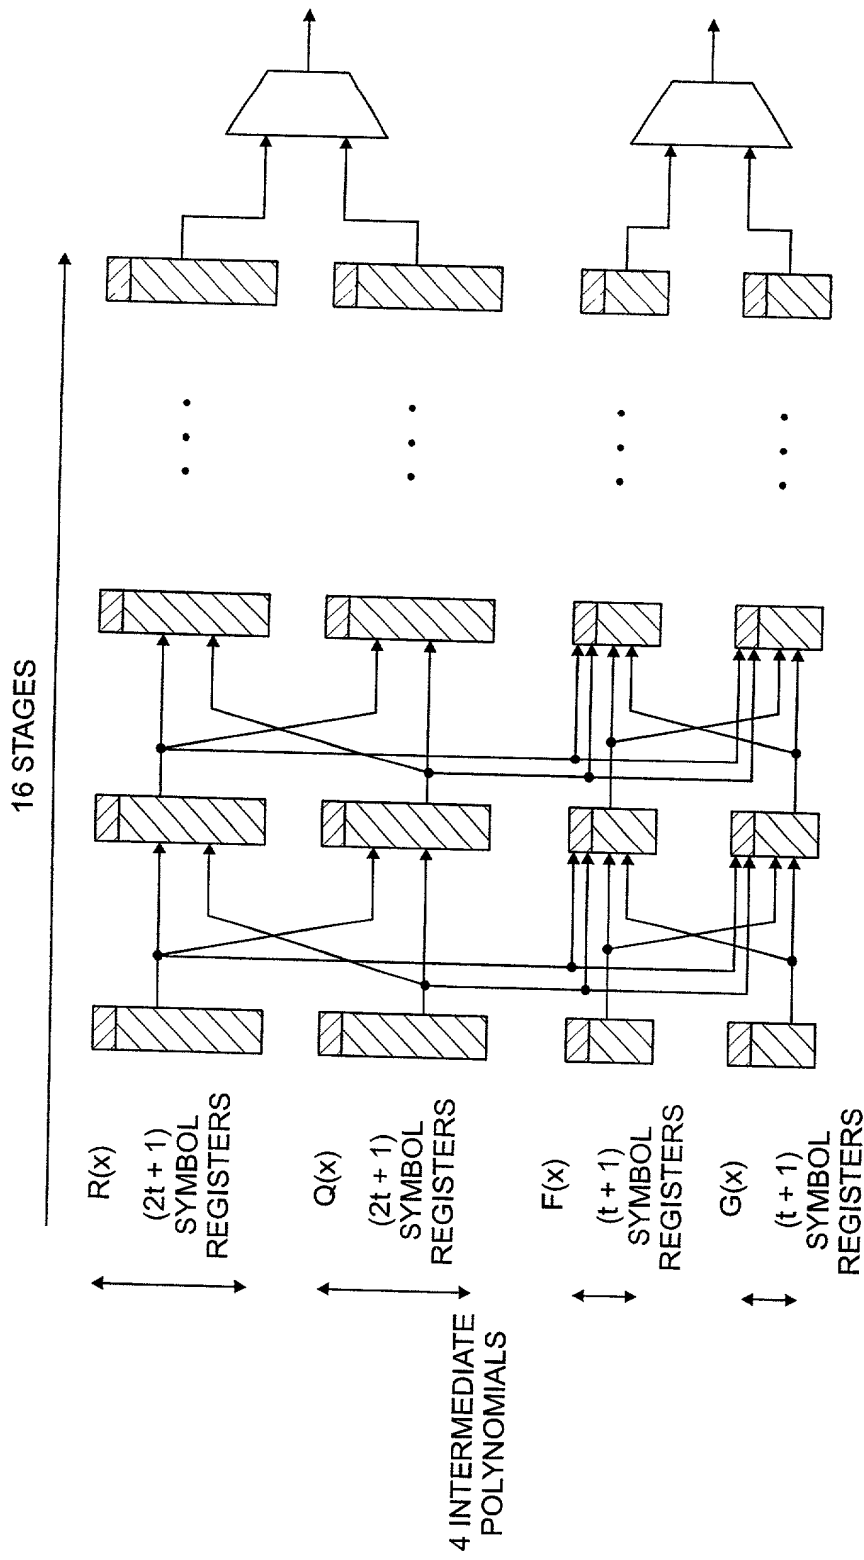 16 STAGES
R(x)
(2t + 1)
SYMBOL
REGISTERS
Q(x)
(2t + 1)
SYMBOL
REGISTERS
F(x)
(t + 1)
SYMBOL
REGISTERS
G(x)
(t + 1)
SYMBOL
REGISTERS
4 INTERMEDIATE
POLYNOMIALS